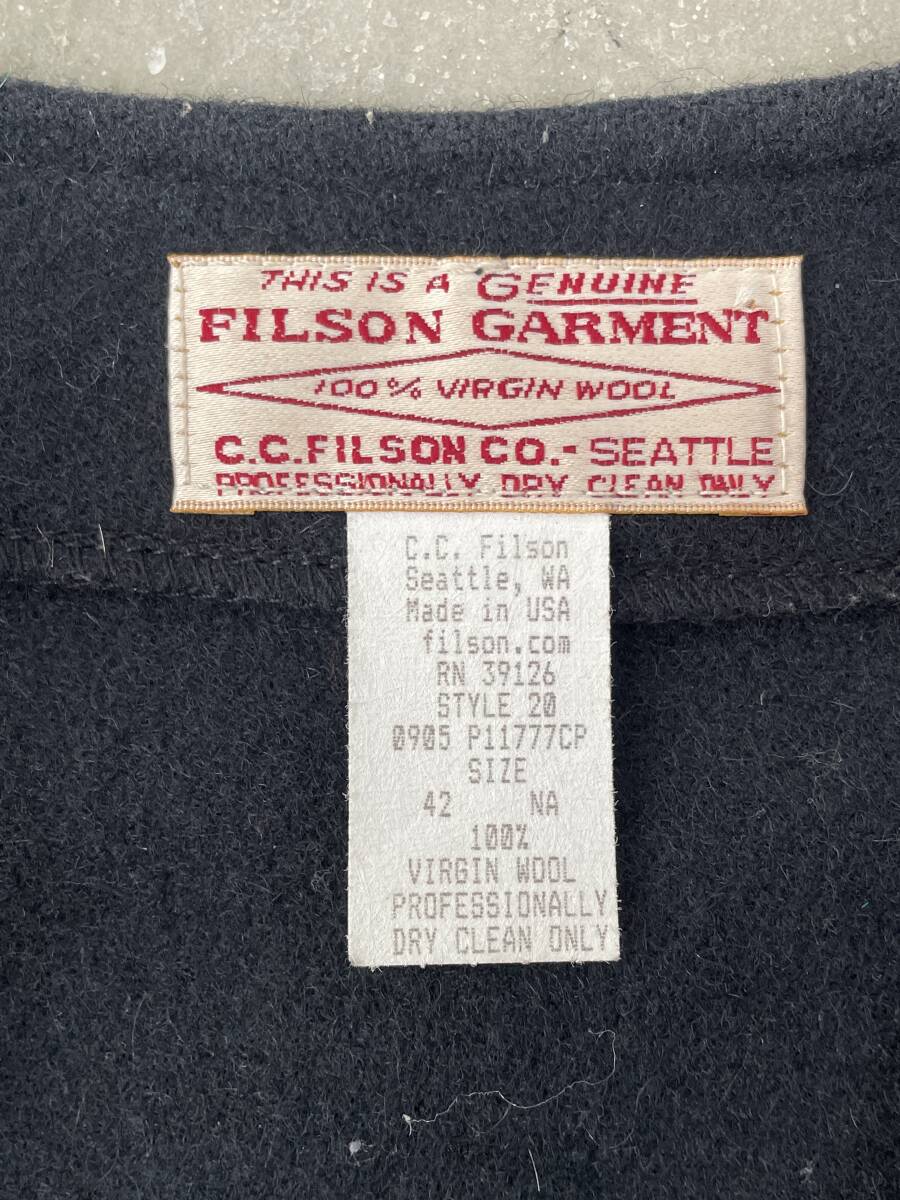 THIS IS A GENUINE
FILSON GARMENT
100% VIRGIN WOOL
C.C. FILSON CO.- SEATTLE
PROFESSIONALLY DRY CLEAN ONLY
C.C. Filson
Seattle, WA
Made in USA
filson.com
RN 39126
STYLE 20
0905 P11777CP
SIZE
42 NA
100%
VIRGIN WOOL
PROFESSIONALLY
DRY CLEAN ONLY